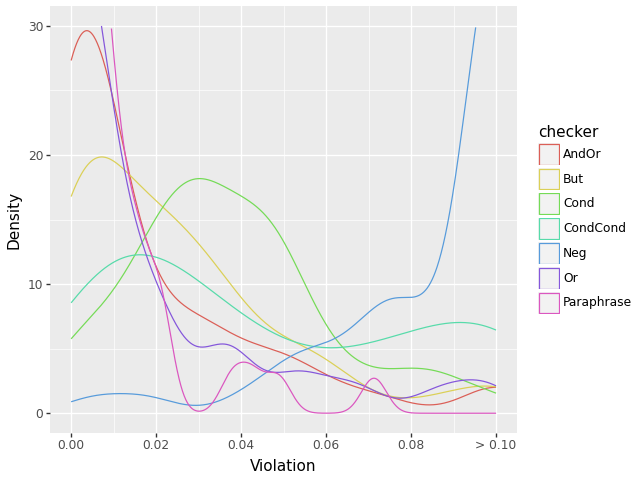 30
20
10
0
Density
0.00
0.02
0.04
0.06
0.08
> 0.10
Violation
checker
AndOr
But
Cond
CondCond
Neg
Or
Paraphrase